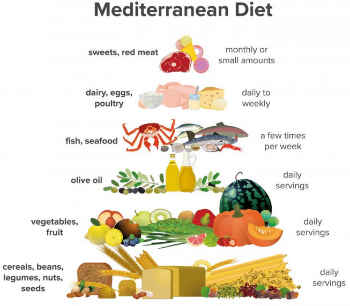 Mediterranean Diet
sweets, red meat
monthly or
small amounts
dairy, eggs,
poultry
daily to
weekly
fish, seafood
a few times
per week
olive oil
daily
servings
vegetables,
fruit
daily
servings
cereals, beans,
legumes, nuts,
seeds
daily
servings